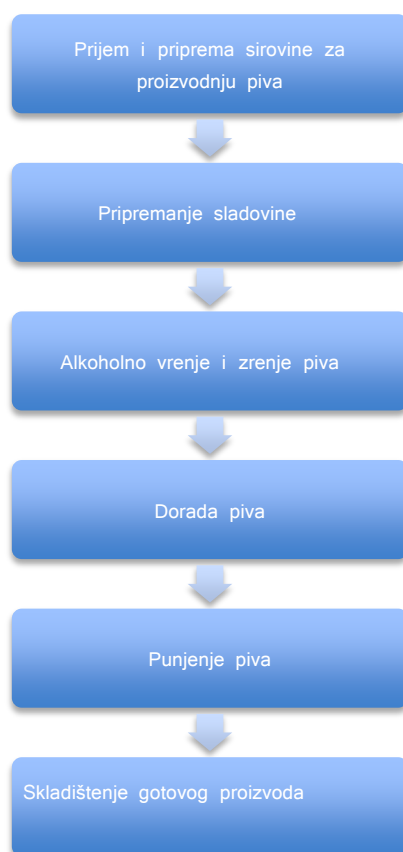 Prijem i priprema sirovine za
proizvodnju piva
Pripremanje sladovine
Alkoholno vrenje i zrenje piva
Dorada piva
Punjenje piva
Skladištenje gotovog proizvoda